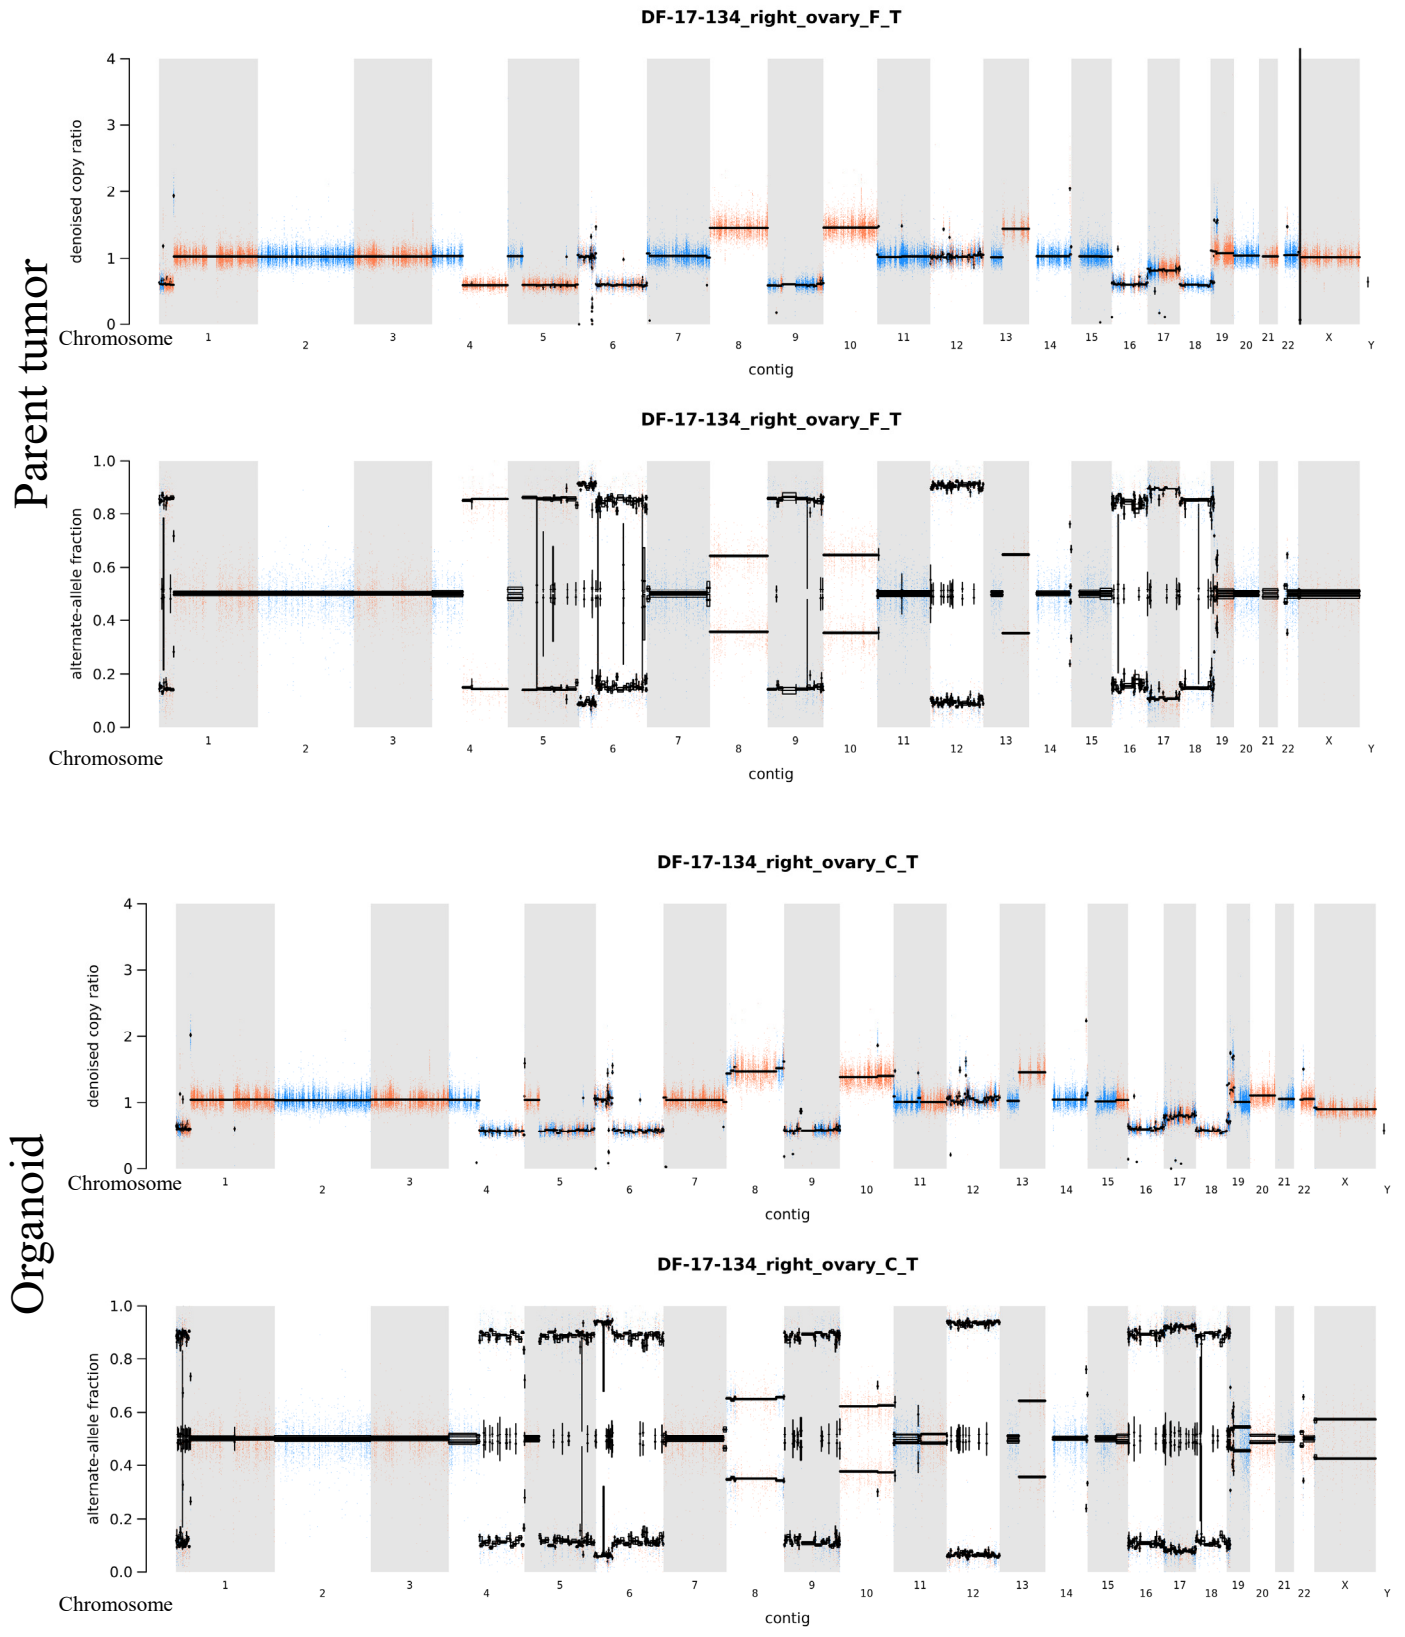 Parent tumor
DF-17-134_right_ovary_F_T
denoised copy ratio
4
3
2
1
0
Chromosome
1 2 3 4 5 6 7 8 9 10 11 12 13 14 15 16 17 18 19 20 21 22 X Y
contig
DF-17-134_right_ovary_F_T
alternate-allele fraction
1.0
0.8
0.6
0.4
0.2
0.0
Chromosome
1 2 3 4 5 6 7 8 9 10 11 12 13 14 15 16 17 18 19 20 21 22 X Y
contig
Organoid
DF-17-134_right_ovary_C_T
denoised copy ratio
4
3
2
1
0
Chromosome
1 2 3 4 5 6 7 8 9 10 11 12 13 14 15 16 17 18 19 20 21 22 X Y
contig
DF-17-134_right_ovary_C_T
alternate-allele fraction
1.0
0.8
0.6
0.4
0.2
0.0
Chromosome
1 2 3 4 5 6 7 8 9 10 11 12 13 14 15 16 17 18 19 20 21 22 X Y
contig